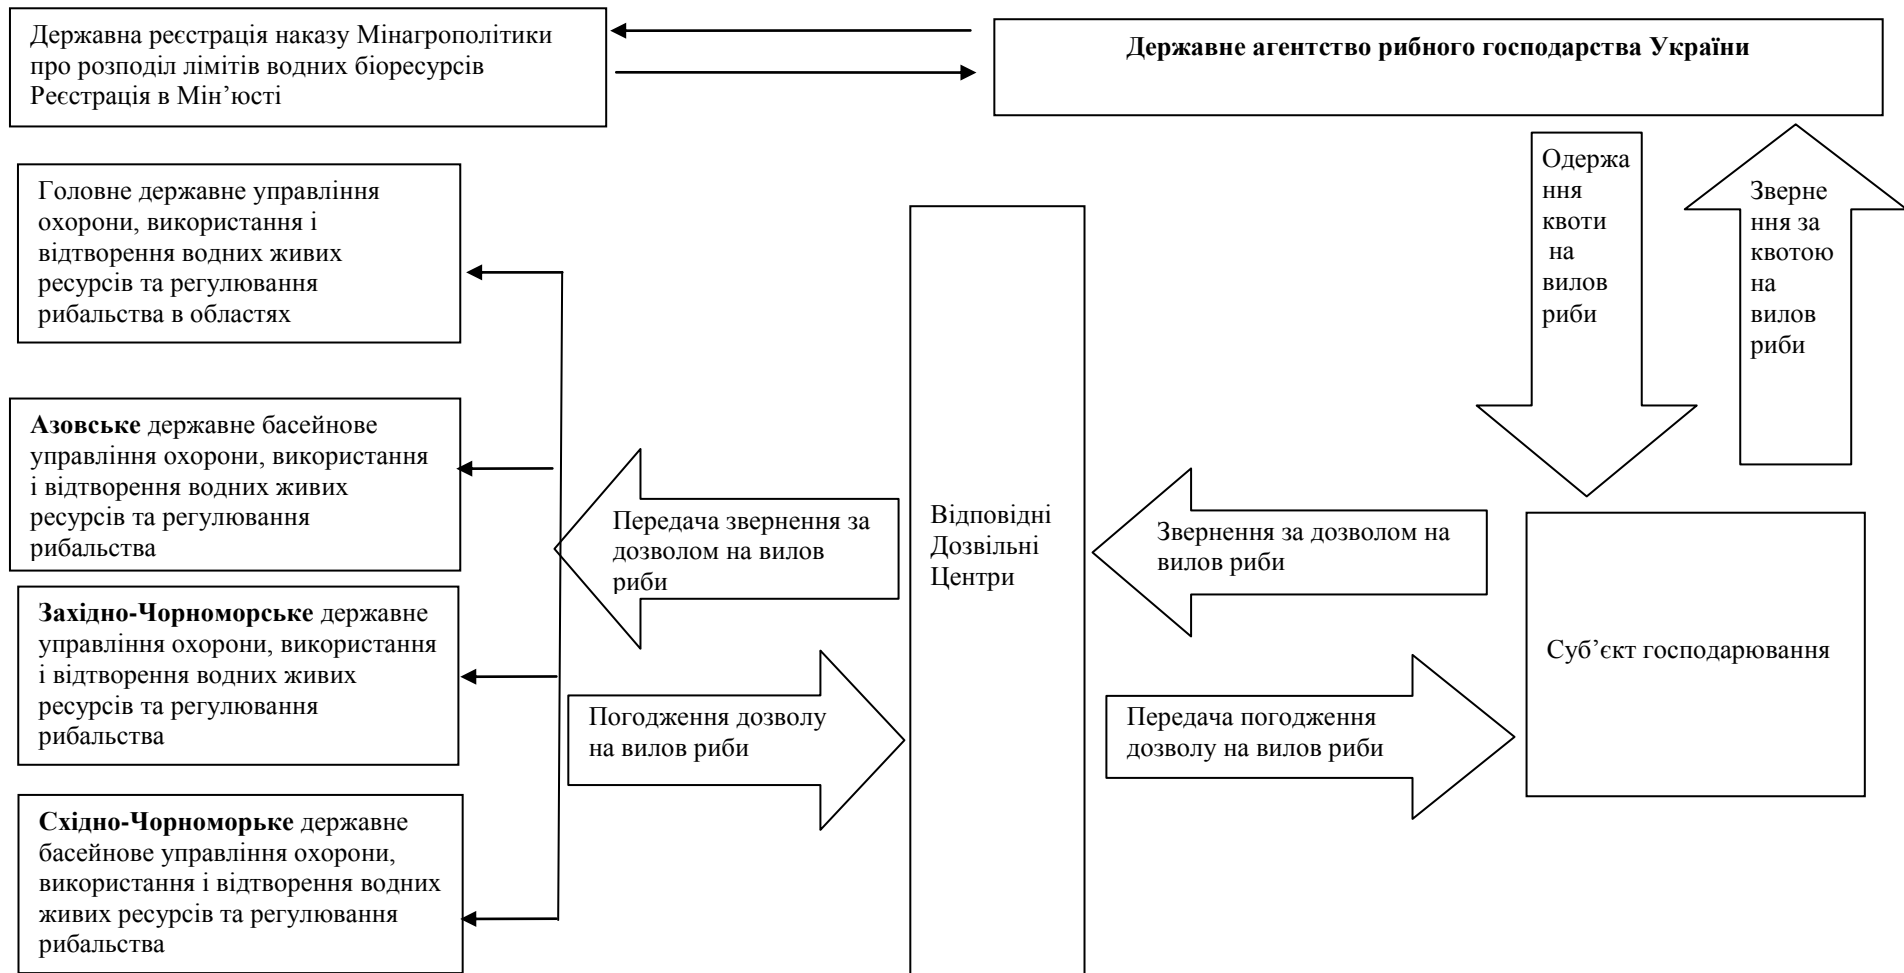 Державна реєстрація наказу Мінагрополітики
про розподіл лімітів водних біоресурсів
Реєстрація в Мін’юсті
Державне агентство рибного господарства України
Одержа
ння
квоти
на
вилов
риби
Зверне
ння за
квотою
на
вилов
риби
Головне державне управління
охорони, використання і
відтворення водних живих
ресурсів та регулювання
рибальства в областях
Азовське державне басейнове
управління охорони, використання
і відтворення водних живих
ресурсів та регулювання
рибальства
Західно-Чорноморське державне
управління охорони, використання
і відтворення водних живих
ресурсів та регулювання
рибальства
Східно-Чорноморьке державне
басейнове управління охорони,
використання і відтворення водних
живих ресурсів та регулювання
рибальства
Передача звернення за
дозволом на вилов
риби
Погодження дозволу
на вилов риби
Відповідні
Дозвільні
Центри
Звернення за дозволом на
вилов риби
Передача погодження
дозволу на вилов риби
Суб’єкт господарювання